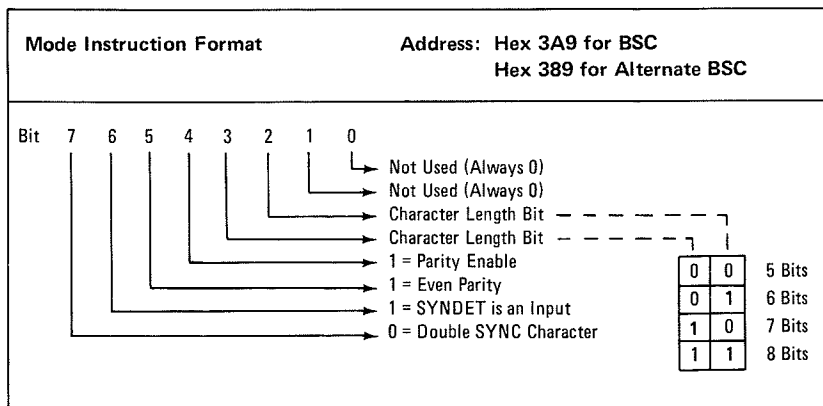 Mode Instruction Format Address: Hex 3A9 for BSC
Hex 389 for Alternate BSC
Bit 7 6 5 4 3 2 1 0
Not Used (Always 0)
Not Used (Always 0)
Character Length Bit
Character Length Bit
1 = Parity Enable
1 = Even Parity
1 = SYNDET is an Input
0 = Double SYNC Character
0 0 5 Bits
0 1 6 Bits
1 0 7 Bits
1 1 8 Bits